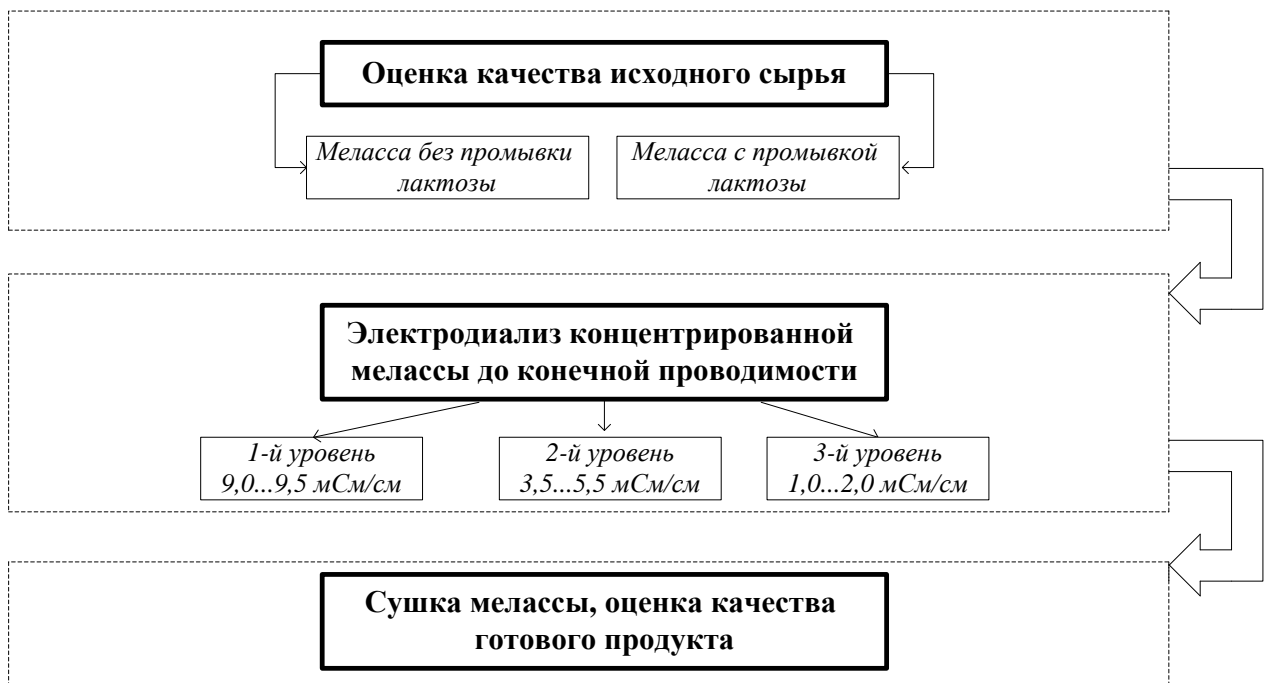 Оценка качества исходного сырья
Меласса без промывки
лактозы
Меласса с промывкой
лактозы
Электродиализ концентрированной
мелассы до конечной проводимости
1-й уровень
9,0...9,5 мСм/см
2-й уровень
3,5...5,5 мСм/см
3-й уровень
1,0...2,0 мСм/см
Сушка мелассы, оценка качества
готового продукта